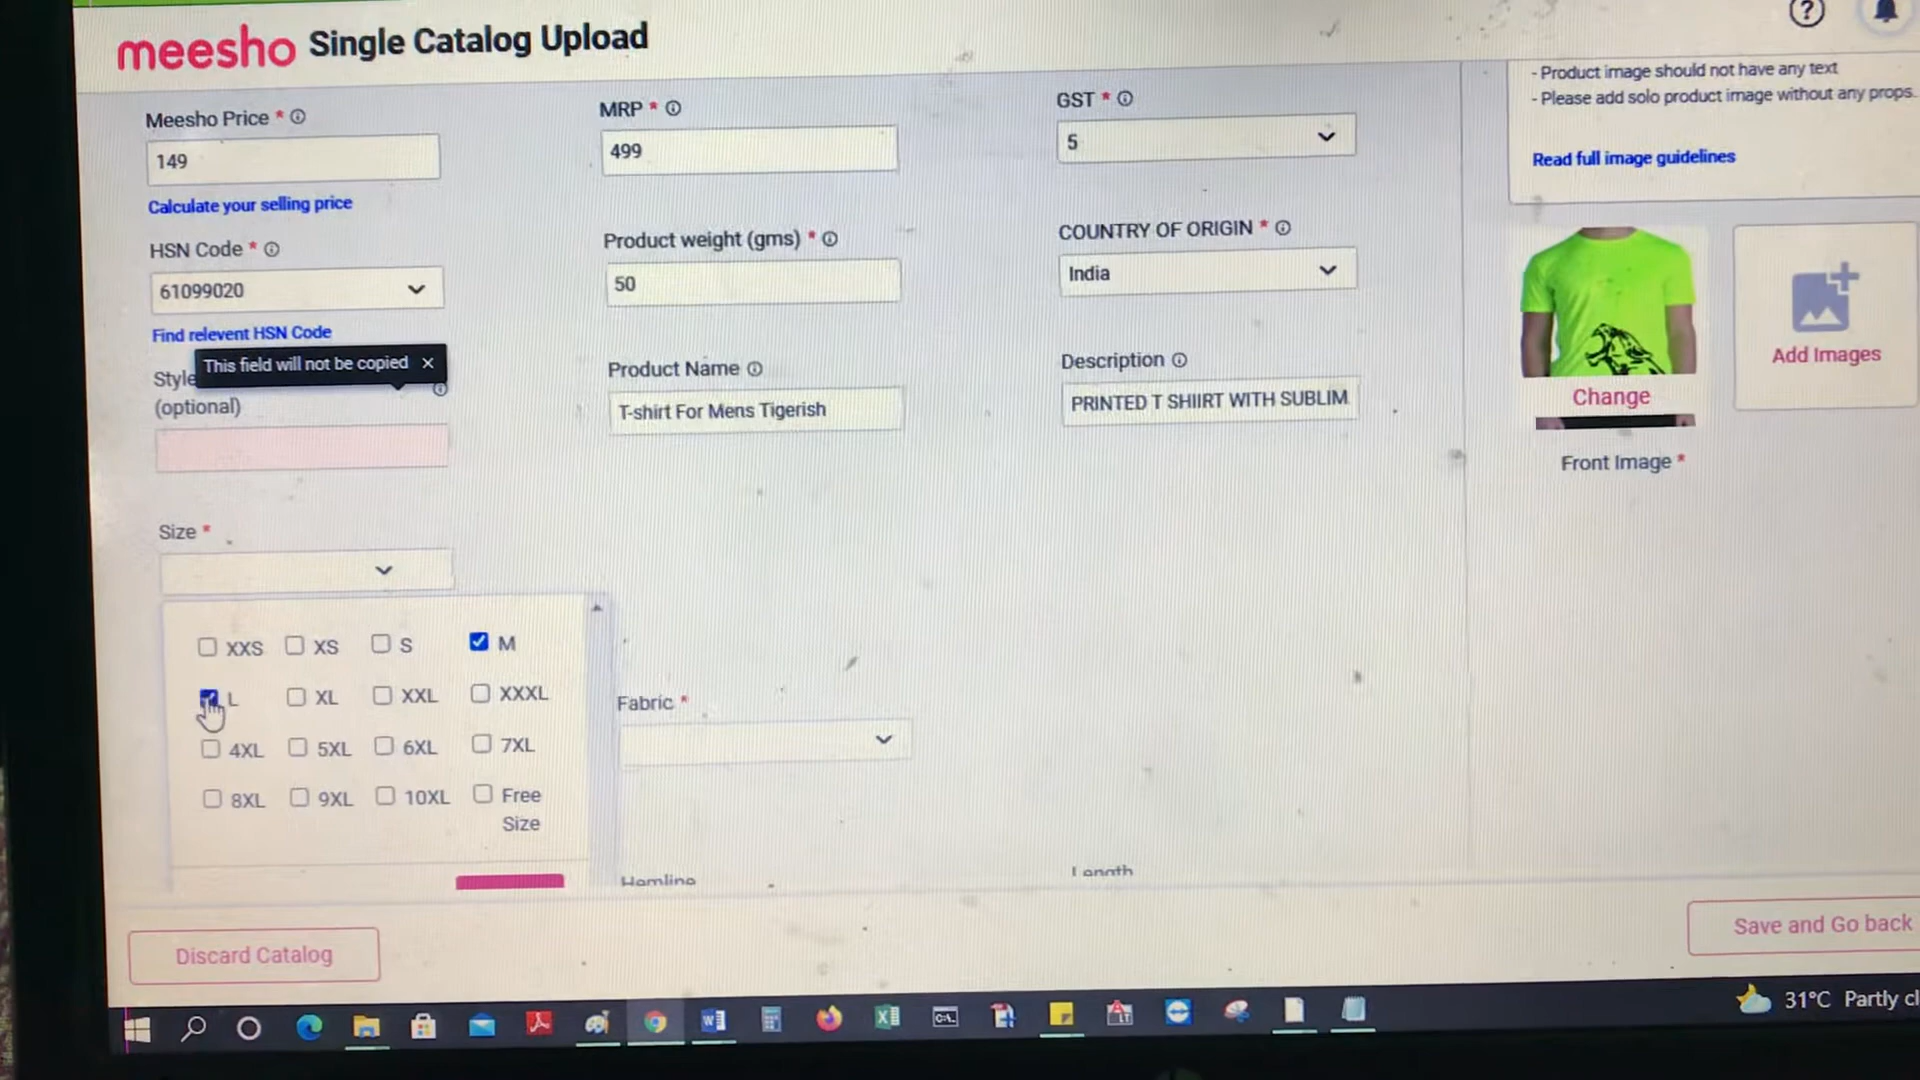 meesho Single Catalog Upload
- Product image should not have any text
- Please add solo product image without any props.
Read full image guidelines
Meesho Price *
149
Calculate your selling price
MRP *
499
GST *
5
HSN Code *
61099020
Find relevent HSN Code
Product weight (gms) *
50
COUNTRY OF ORIGIN *
India
This field will not be copied ×
Style
(optional)
Product Name
T-shirt For Mens Tigerish
Description
PRINTED T SHIIRT WITH SUBLIM
Change
Add Images
Front Image *
Size *
XXS XS S M
L XL XXL XXXL
4XL 5XL 6XL 7XL
8XL 9XL 10XL Free
Size
Fabric *
Hemline
Length
Discard Catalog
Save and Go back
31°C Partly cl